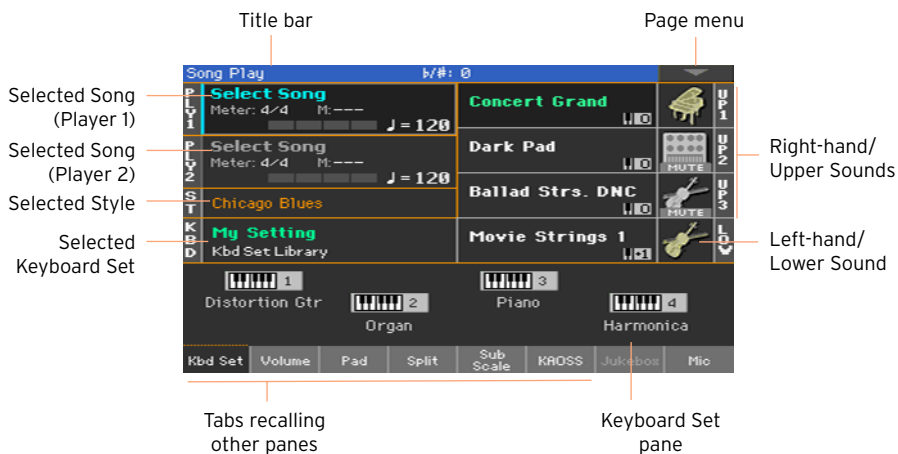 Title bar
Page menu
Song Play ♭/#: 0
Selected Song
(Player 1)
PLY1
Select Song
Meter: 4/4 M:---
♩ = 120
Concert Grand
0
UP1
Selected Song
(Player 2)
PLY2
Select Song
Meter: 4/4 M:---
♩ = 120
Dark Pad
0
MUTE
UP2
Right-hand/
Upper Sounds
Selected Style
ST
Chicago Blues
Ballad Strs. DNC
0
MUTE
UP3
Selected
Keyboard Set
KBD
My Setting
Kbd Set Library
Movie Strings 1
+1
LOW
Left-hand/
Lower Sound
1
Distortion Gtr
2
Organ
3
Piano
4
Harmonica
Kbd Set Volume Pad Split Sub Scale KAOSS Jukebox Mic
Tabs recalling
other panes
Keyboard Set
pane